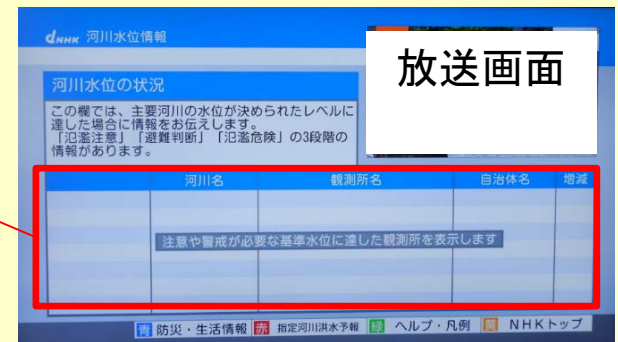 dNHK 河川水位情報
放送画面
河川水位の状況
この欄では、主要河川の水位が決められたレベルに
達した場合に情報をお伝えします。
「氾濫注意」「避難判断」「氾濫危険」の3段階の
情報があります。
河川名 観測所名 自治体名 増減
注意や警戒が必要な基準水位に達した観測所を表示します
青 防災・生活情報 赤 指定河川洪水予報 緑 ヘルプ・凡例 黄 NHKトップ